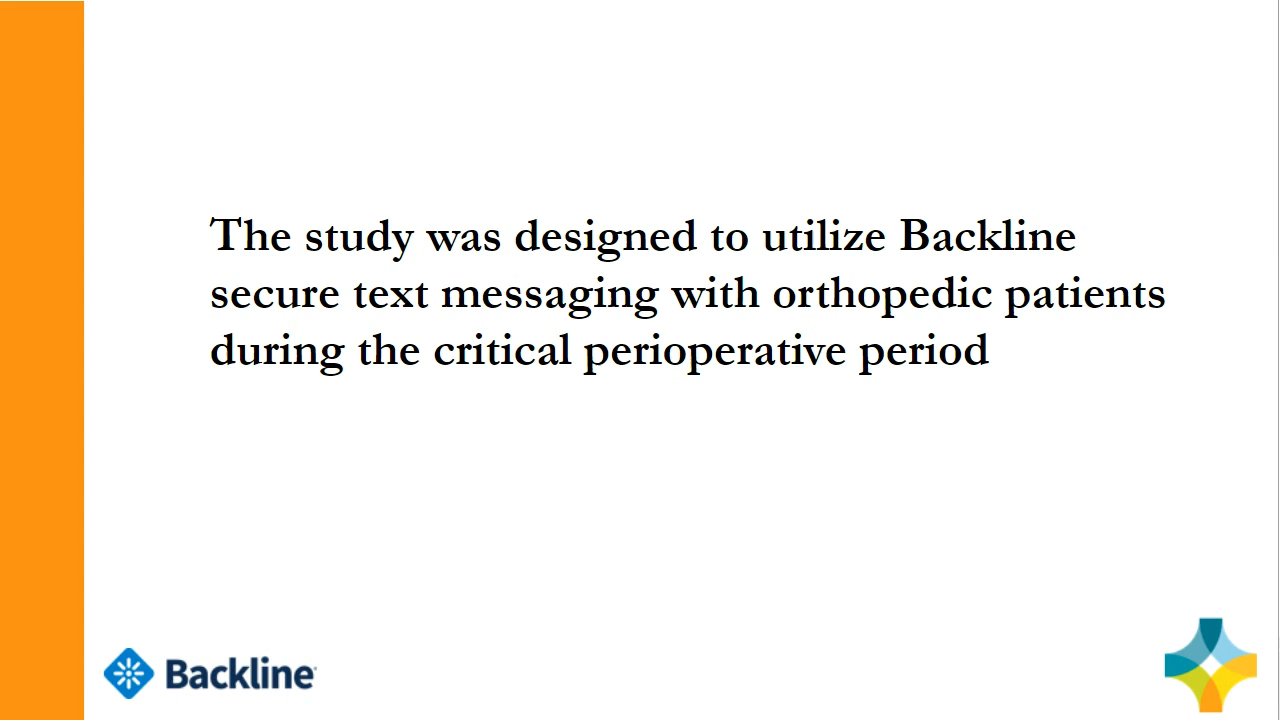 The study was designed to utilize Backline
secure text messaging with orthopedic patients
during the critical perioperative period
Backline